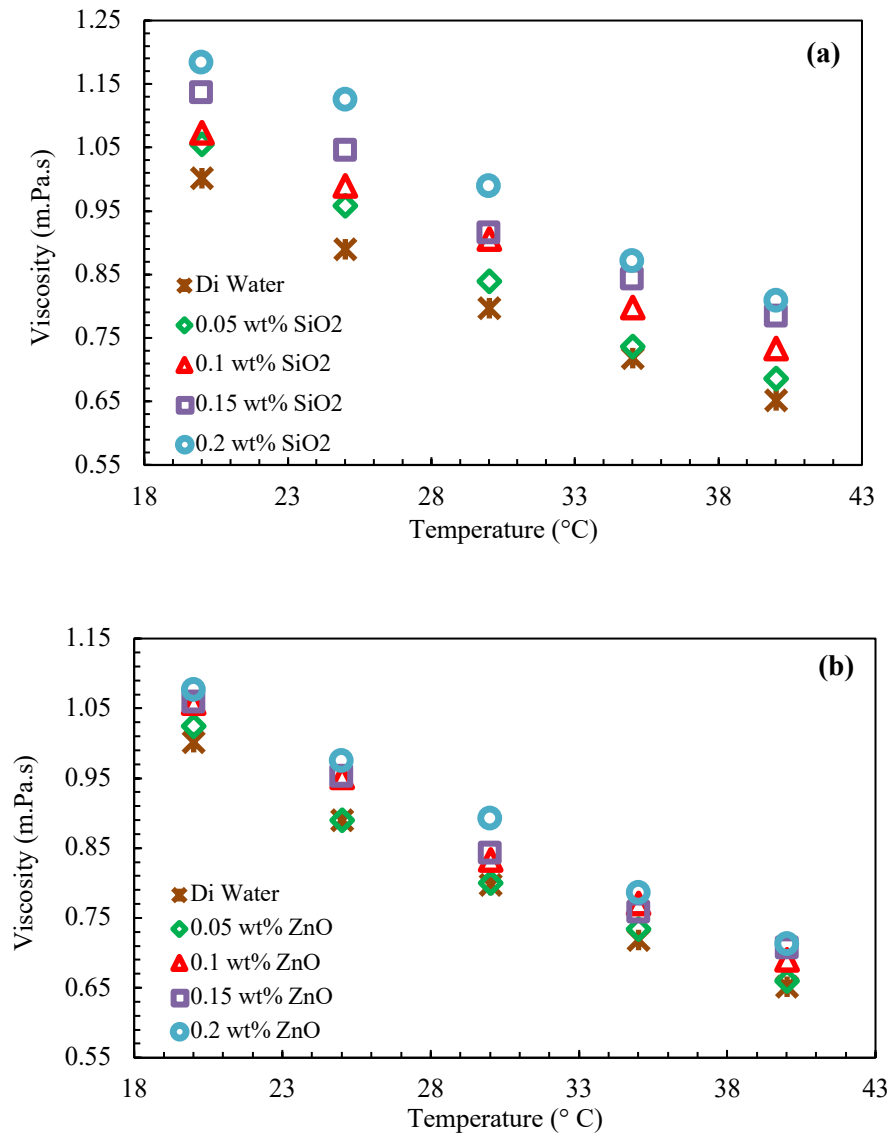 1.25
(a)
1.15
1.05
0.95
0.85
0.75
0.65
0.55
Viscosity (m.Pa.s)
Di Water
0.05 wt% SiO2
0.1 wt% SiO2
0.15 wt% SiO2
0.2 wt% SiO2
18 23 28 33 38 43
Temperature (°C)
1.15
(b)
1.05
0.95
0.85
0.75
0.65
0.55
Viscosity (m.Pa.s)
Di Water
0.05 wt% ZnO
0.1 wt% ZnO
0.15 wt% ZnO
0.2 wt% ZnO
18 23 28 33 38 43
Temperature (° C)